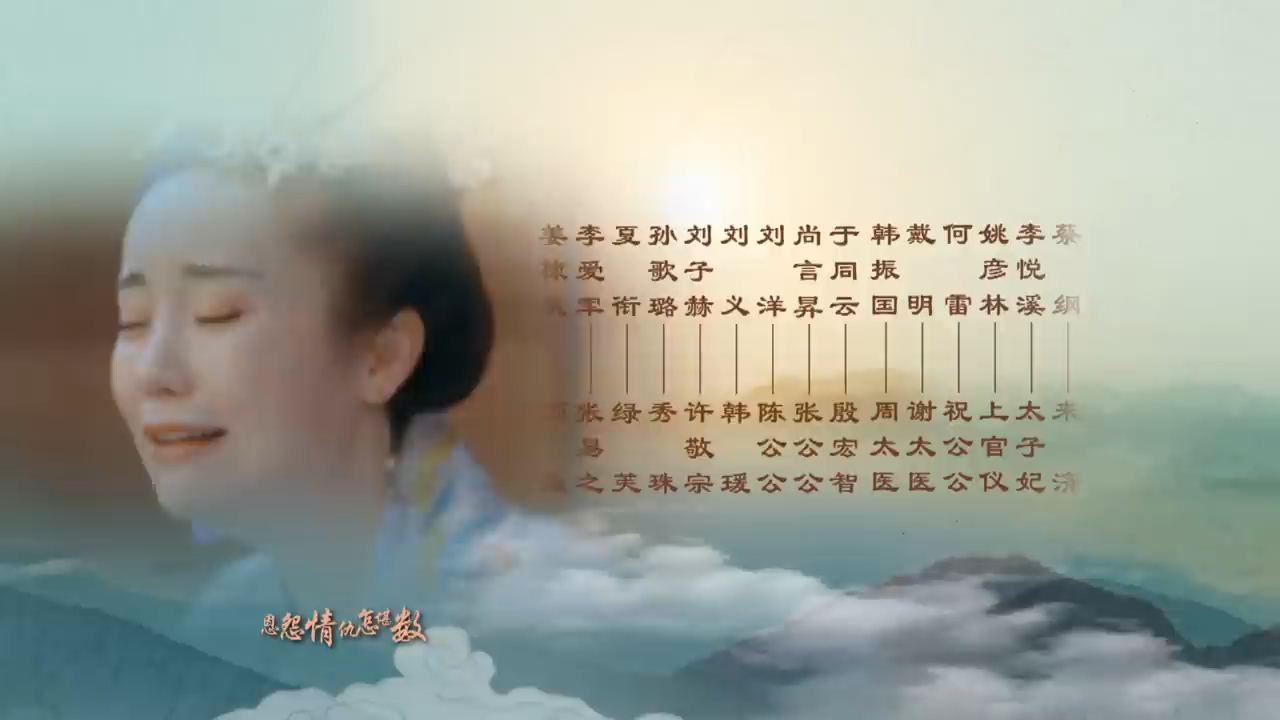 蔡纲 来济
李悦溪 太子妃
姚彦林 上官仪
何雷 祝公公
戴明 谢太医
韩振国 周太医
于同云 殷宏智
尚言昇 张公公
刘洋 陈公公
刘义 韩瑗
刘子赫 许敬宗
孙歌璐 秀珠
夏衔 绿芙
李爱军 张易之
姜
恩怨情仇怎堪数